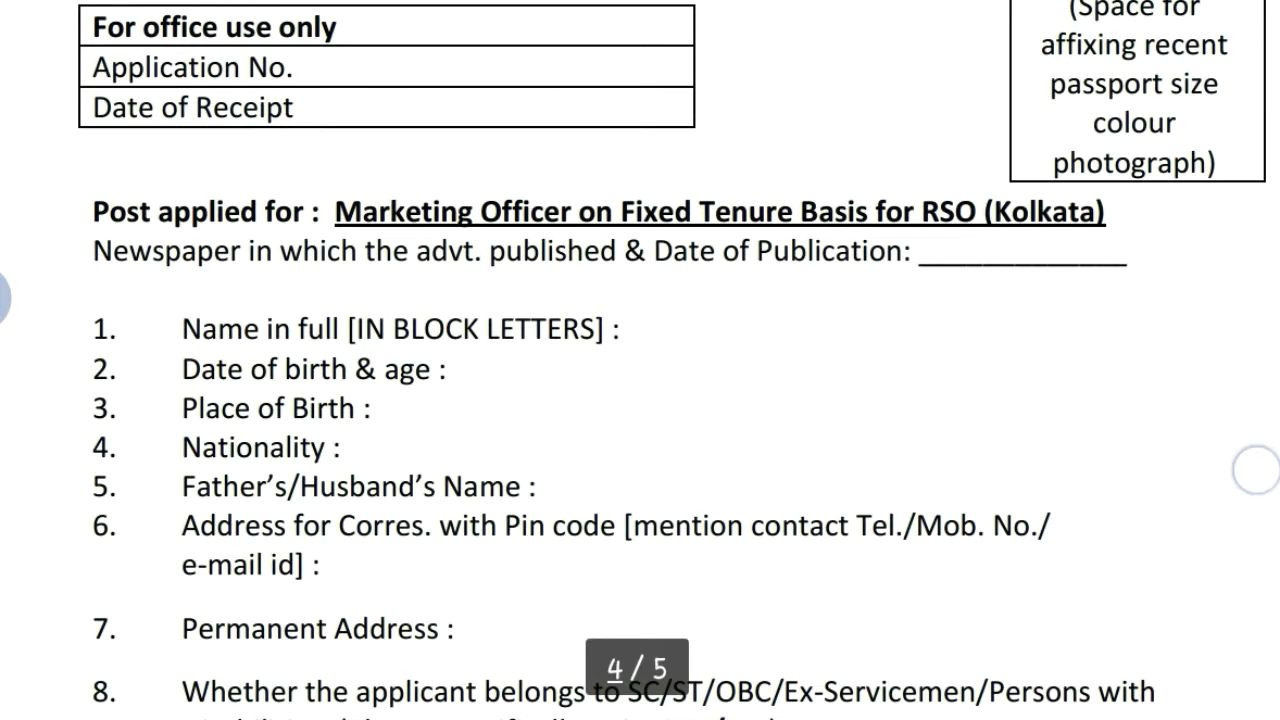 For office use only
Application No.
Date of Receipt
(Space for
affixing recent
passport size
colour
photograph)
Post applied for : Marketing Officer on Fixed Tenure Basis for RSO (Kolkata)
Newspaper in which the advt. published & Date of Publication: _____________
1. Name in full [IN BLOCK LETTERS] :
2. Date of birth & age :
3. Place of Birth :
4. Nationality :
5. Father’s/Husband’s Name :
6. Address for Corres. with Pin code [mention contact Tel./Mob. No./
e-mail id] :
7. Permanent Address :
4 / 5
8. Whether the applicant belongs to SC/ST/OBC/Ex-Servicemen/Persons with